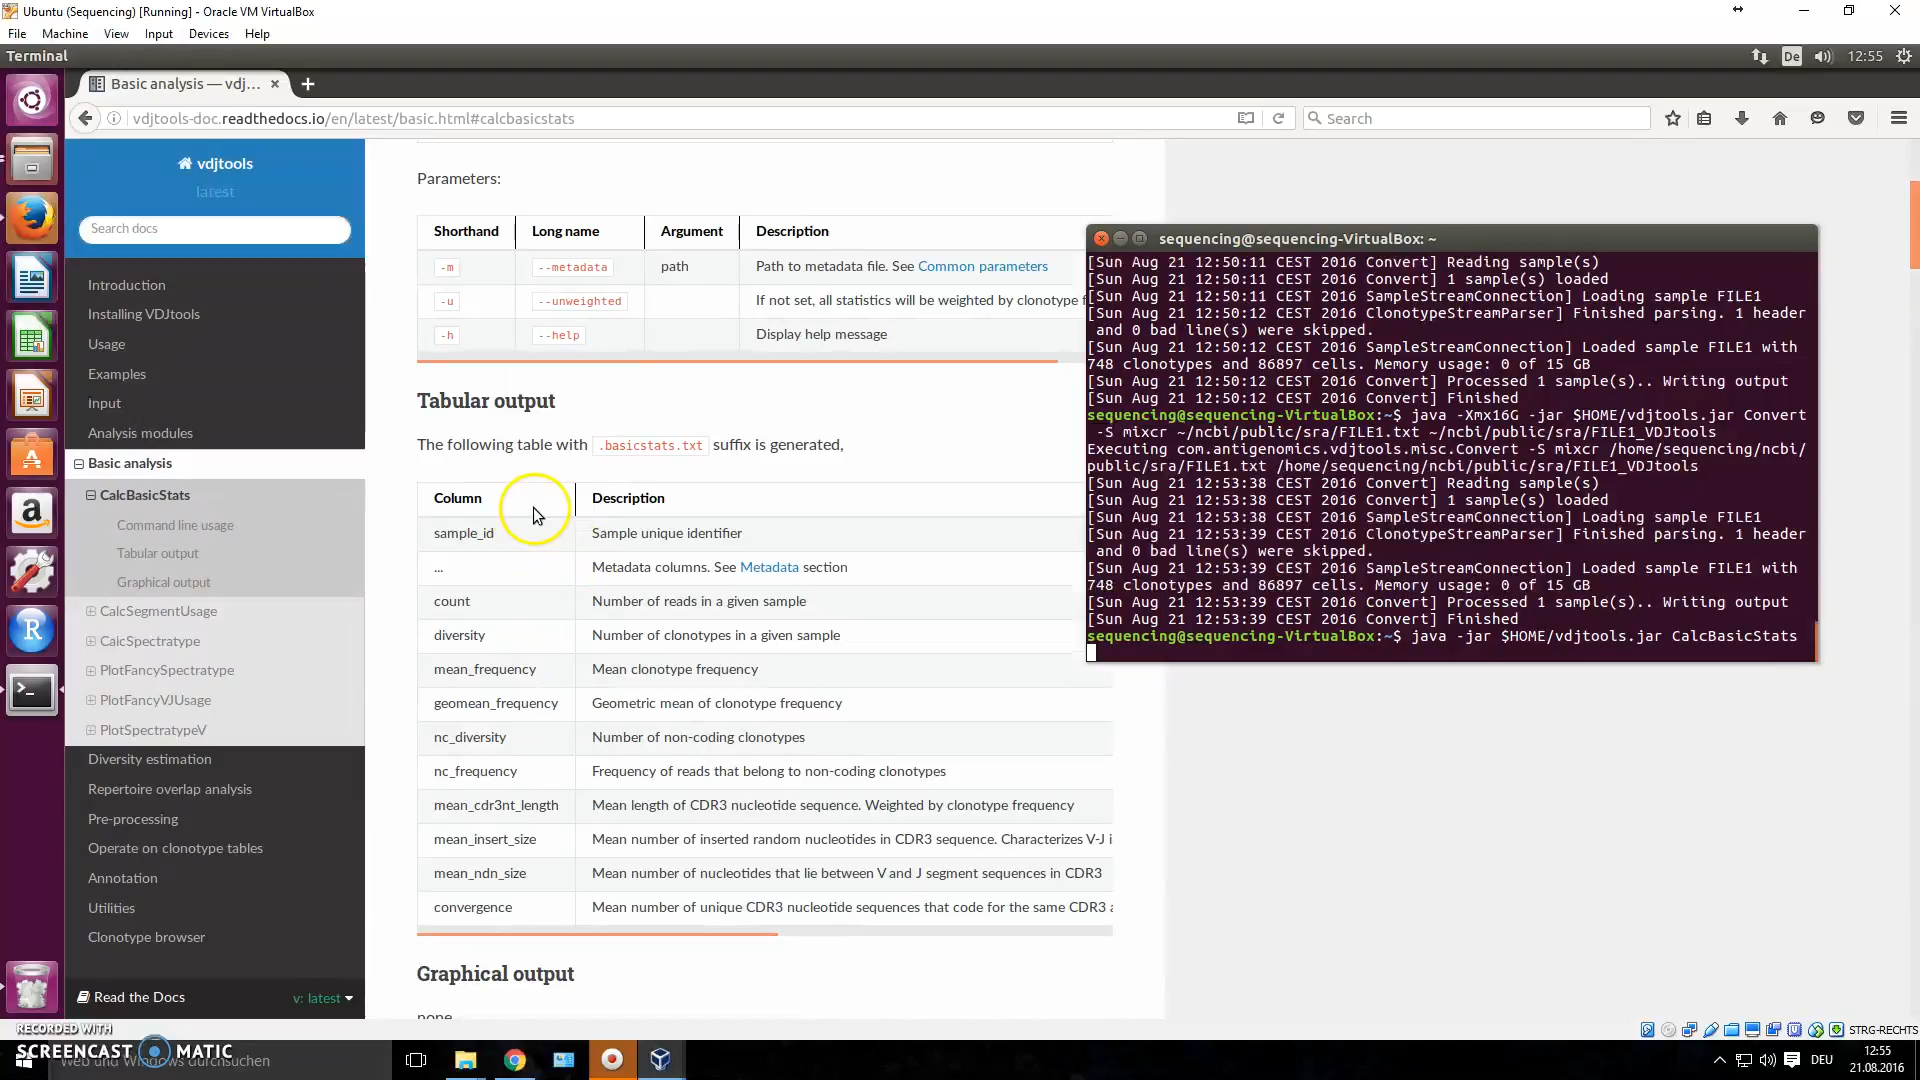 Ubuntu (Sequencing) [Running] - Oracle VM VirtualBox
File Machine View Input Devices Help
Terminal
De
12:55
Basic analysis — vdj...
vdjtools-doc.readthedocs.io/en/latest/basic.html#calcbasicstats
Search
vdjtools
latest
Search docs
Introduction
Installing VDJtools
Usage
Examples
Input
Analysis modules
Basic analysis
CalcBasicStats
Command line usage
Tabular output
Graphical output
CalcSegmentUsage
CalcSpectratype
PlotFancySpectratype
PlotFancyVJUsage
PlotSpectratypeV
Diversity estimation
Repertoire overlap analysis
Pre-processing
Operate on clonotype tables
Annotation
Utilities
Clonotype browser
Read the Docs
v: latest
Parameters:
Shorthand Long name Argument Description
-m --metadata path Path to metadata file. See Common parameters
-u --unweighted If not set, all statistics will be weighted by clonotype f
-h --help Display help message
Tabular output
The following table with .basicstats.txt suffix is generated,
Column Description
sample_id Sample unique identifier
... Metadata columns. See Metadata section
count Number of reads in a given sample
diversity Number of clonotypes in a given sample
mean_frequency Mean clonotype frequency
geomean_frequency Geometric mean of clonotype frequency
nc_diversity Number of non-coding clonotypes
nc_frequency Frequency of reads that belong to non-coding clonotypes
mean_cdr3nt_length Mean length of CDR3 nucleotide sequence. Weighted by clonotype frequency
mean_insert_size Mean number of inserted random nucleotides in CDR3 sequence. Characterizes V-J i
mean_ndn_size Mean number of nucleotides that lie between V and J segment sequences in CDR3
convergence Mean number of unique CDR3 nucleotide sequences that code for the same CDR3 a
Graphical output
none
sequencing@sequencing-VirtualBox: ~
[Sun Aug 21 12:50:11 CEST 2016 Convert] Reading sample(s)
[Sun Aug 21 12:50:11 CEST 2016 Convert] 1 sample(s) loaded
[Sun Aug 21 12:50:11 CEST 2016 SampleStreamConnection] Loading sample FILE1
[Sun Aug 21 12:50:12 CEST 2016 ClonotypeStreamParser] Finished parsing. 1 header
and 0 bad line(s) were skipped.
[Sun Aug 21 12:50:12 CEST 2016 SampleStreamConnection] Loaded sample FILE1 with
748 clonotypes and 86897 cells. Memory usage: 0 of 15 GB
[Sun Aug 21 12:50:12 CEST 2016 Convert] Processed 1 sample(s).. Writing output
[Sun Aug 21 12:50:12 CEST 2016 Convert] Finished
sequencing@sequencing-VirtualBox:~$ java -Xmx16G -jar $HOME/vdjtools.jar Convert
-S mixcr ~/ncbi/public/sra/FILE1.txt ~/ncbi/public/sra/FILE1_VDJtools
Executing com.antigenomics.vdjtools.misc.Convert -S mixcr /home/sequencing/ncbi/
public/sra/FILE1.txt /home/sequencing/ncbi/public/sra/FILE1_VDJtools
[Sun Aug 21 12:53:38 CEST 2016 Convert] Reading sample(s)
[Sun Aug 21 12:53:38 CEST 2016 Convert] 1 sample(s) loaded
[Sun Aug 21 12:53:38 CEST 2016 SampleStreamConnection] Loading sample FILE1
[Sun Aug 21 12:53:39 CEST 2016 ClonotypeStreamParser] Finished parsing. 1 header
and 0 bad line(s) were skipped.
[Sun Aug 21 12:53:39 CEST 2016 SampleStreamConnection] Loaded sample FILE1 with
748 clonotypes and 86897 cells. Memory usage: 0 of 15 GB
[Sun Aug 21 12:53:39 CEST 2016 Convert] Processed 1 sample(s).. Writing output
[Sun Aug 21 12:53:39 CEST 2016 Convert] Finished
sequencing@sequencing-VirtualBox:~$ java -jar $HOME/vdjtools.jar CalcBasicStats
STRG-RECHTS
RECORDED WITH
SCREENCAST MATIC
Web und Windows durchsuchen
DEU
12:55
21.08.2016